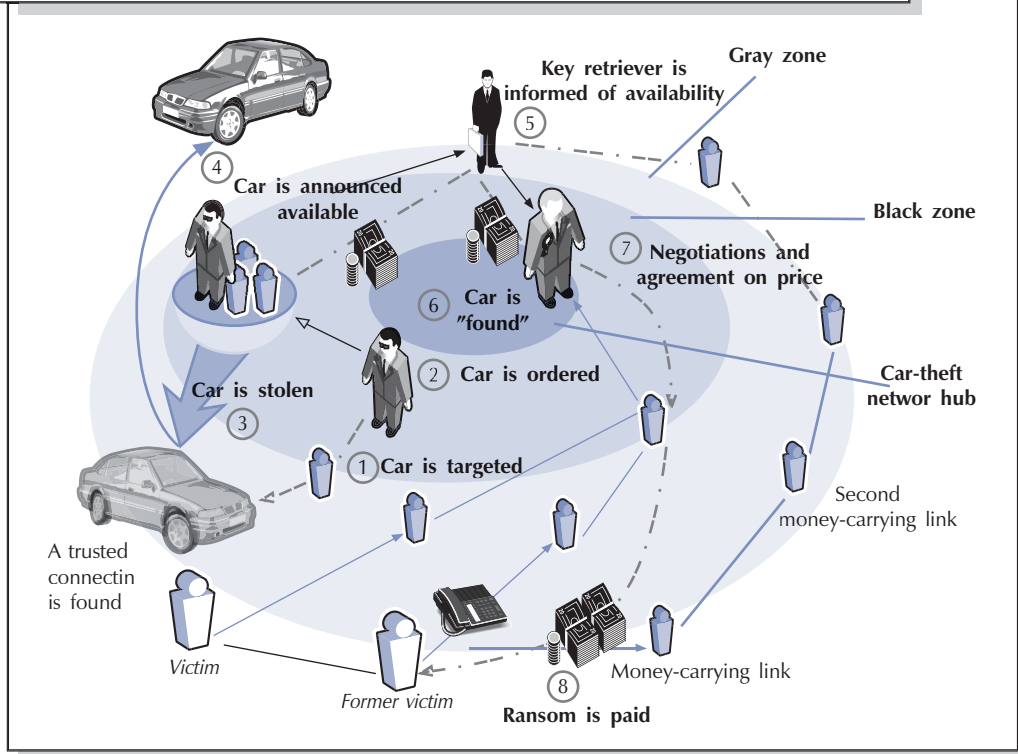 Gray zone
Key retriever is
informed of availability
5
4
Car is announced
available
Black zone
7
Negotiations and
agreement on price
6
Car is
"found"
2
Car is ordered
Car-theft
networ hub
Car is stolen
3
1
Car is targeted
Second
money-carrying link
A trusted
connectin
is found
Victim
Former victim
Money-carrying link
8
Ransom is paid